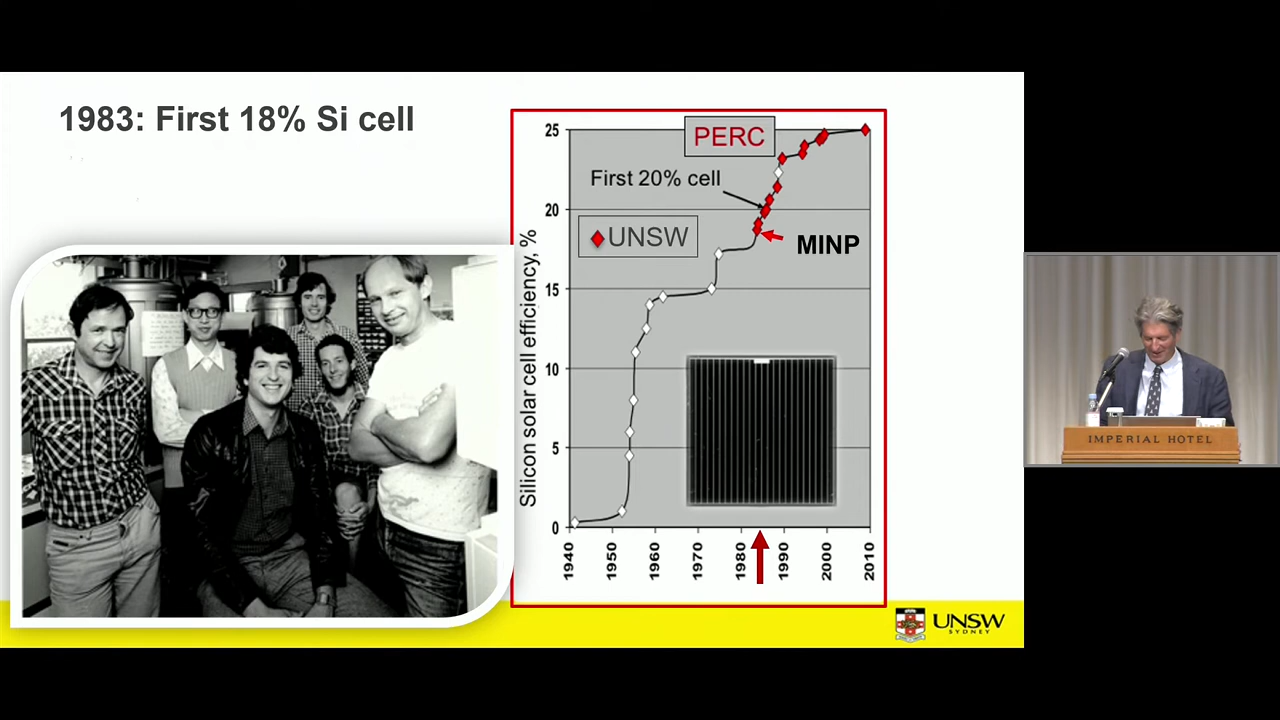 1983: First 18% Si cell
PERC
First 20% cell
UNSW
MINP
Silicon solar cell efficiency, %
25
20
15
10
5
0
1940
1950
1960
1970
1980
1990
2000
2010
UNSW
SYDNEY
IMPERIAL HOTEL